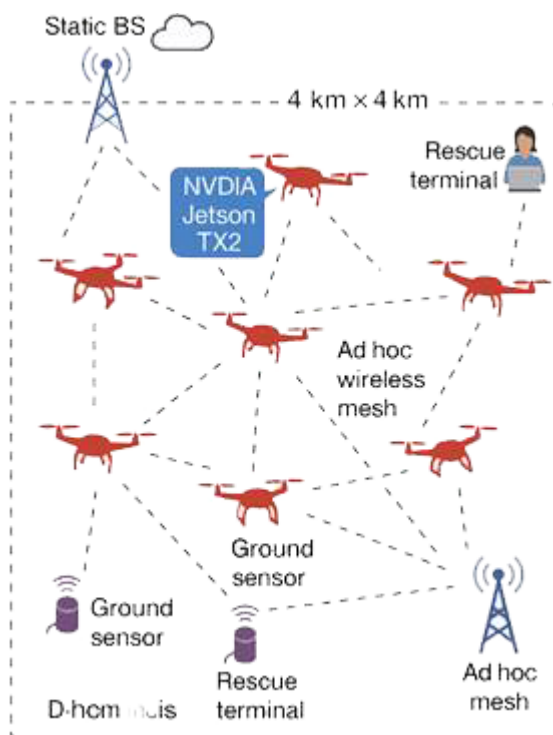 Static BS
4 km × 4 km
Rescue
terminal
NVDIA
Jetson
TX2
Ad hoc
wireless
mesh
Ground
sensor
Ground
sensor
Rescue
terminal
Ad hoc
mesh